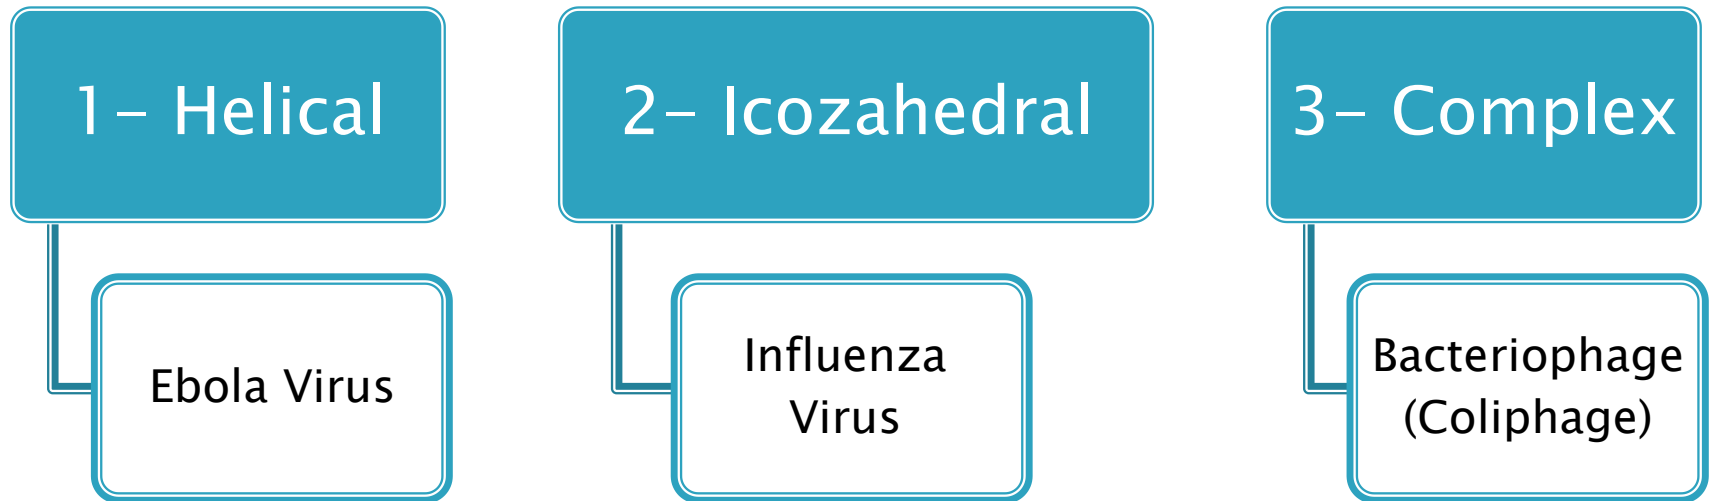 1- Helical
2- Icozahedral
3- Complex
Ebola Virus
Influenza
Virus
Bacteriophage
(Coliphage)